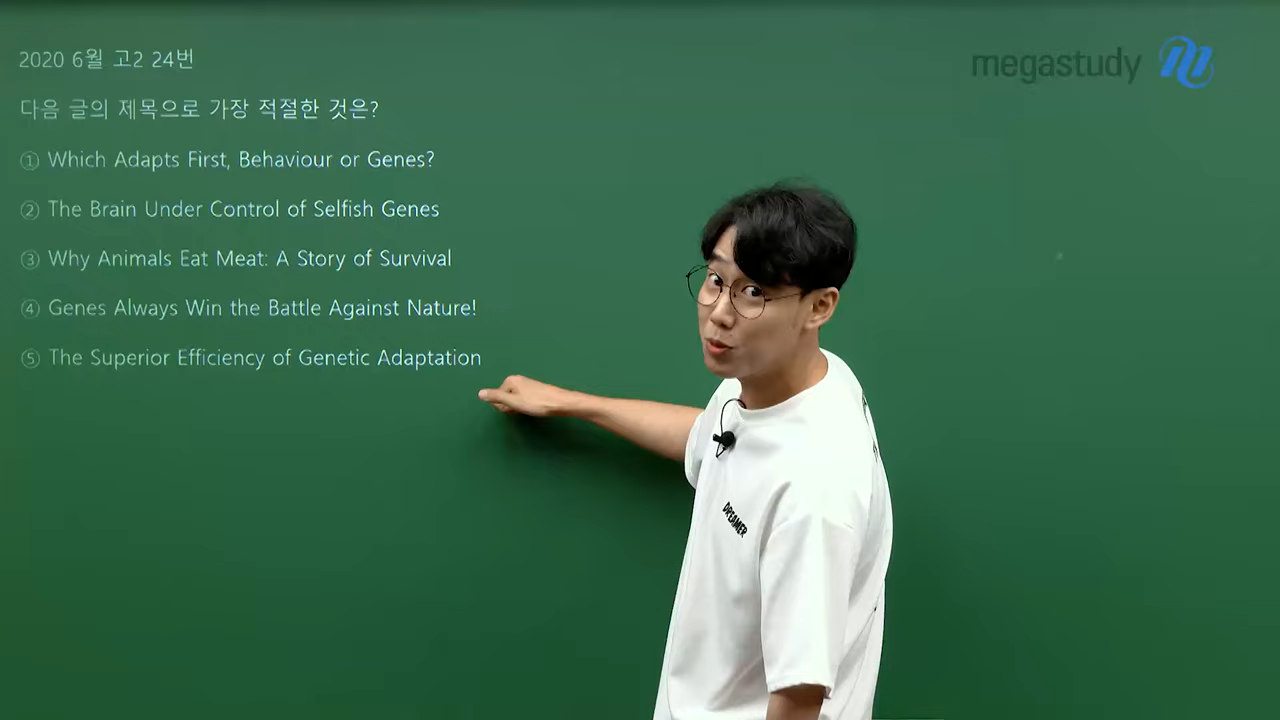 2020 6월 고2 24번
megastudy
다음 글의 제목으로 가장 적절한 것은?
① Which Adapts First, Behaviour or Genes?
② The Brain Under Control of Selfish Genes
③ Why Animals Eat Meat: A Story of Survival
④ Genes Always Win the Battle Against Nature!
⑤ The Superior Efficiency of Genetic Adaptation
DREAMER